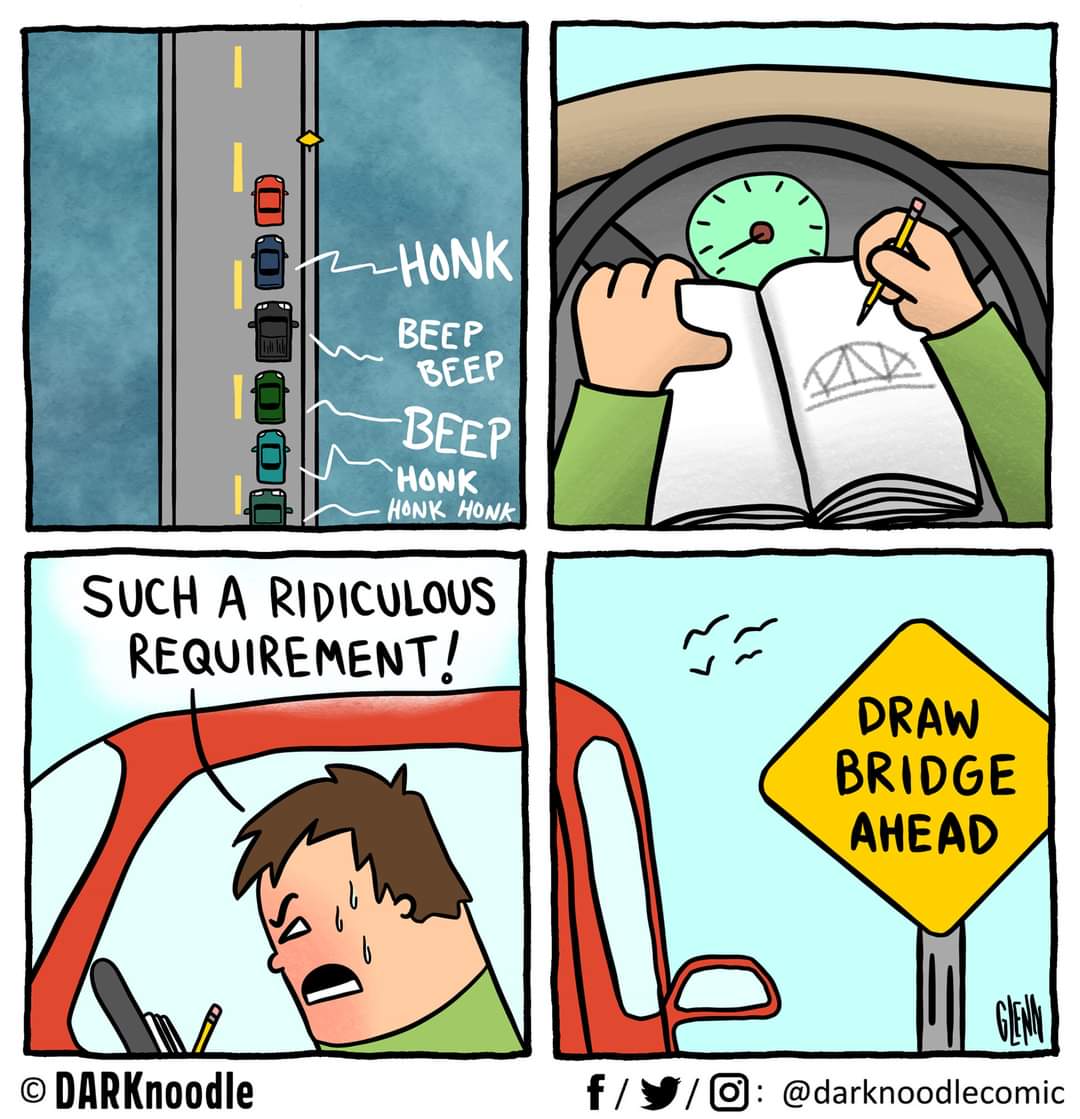 HONK
BEEP
BEEP
BEEP
HONK
HONK HONK
SUCH A RIDICULOUS
REQUIREMENT!
DRAW
BRIDGE
AHEAD
GLENN
© DARKnoodle
f / / : @darknoodlecomic